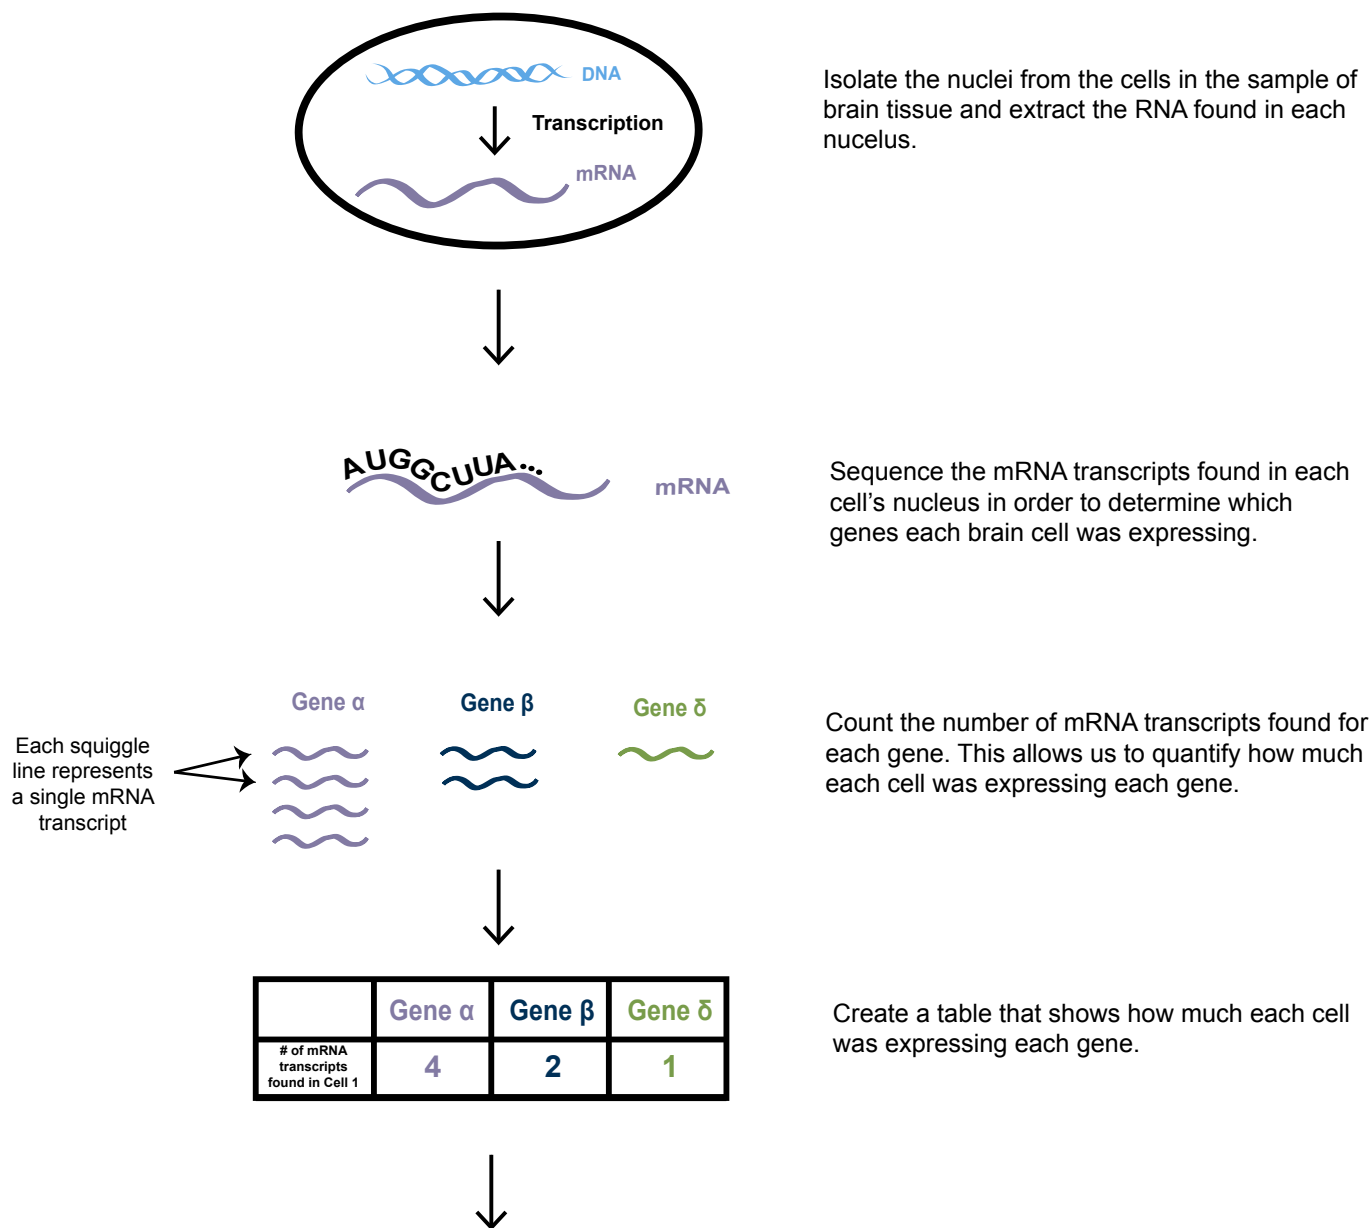 DNA
Transcription
mRNA
Isolate the nuclei from the cells in the sample of
brain tissue and extract the RNA found in each
nucelus.
AUGGCUUA...
mRNA
Sequence the mRNA transcripts found in each
cell's nucleus in order to determine which
genes each brain cell was expressing.
Each squiggle
line represents
a single mRNA
transcript
Gene α
Gene β
Gene δ
Count the number of mRNA transcripts found for
each gene. This allows us to quantify how much
each cell was expressing each gene.
Gene α
Gene β
Gene δ
# of mRNA
transcripts
found in Cell 1
4
2
1
Create a table that shows how much each cell
was expressing each gene.